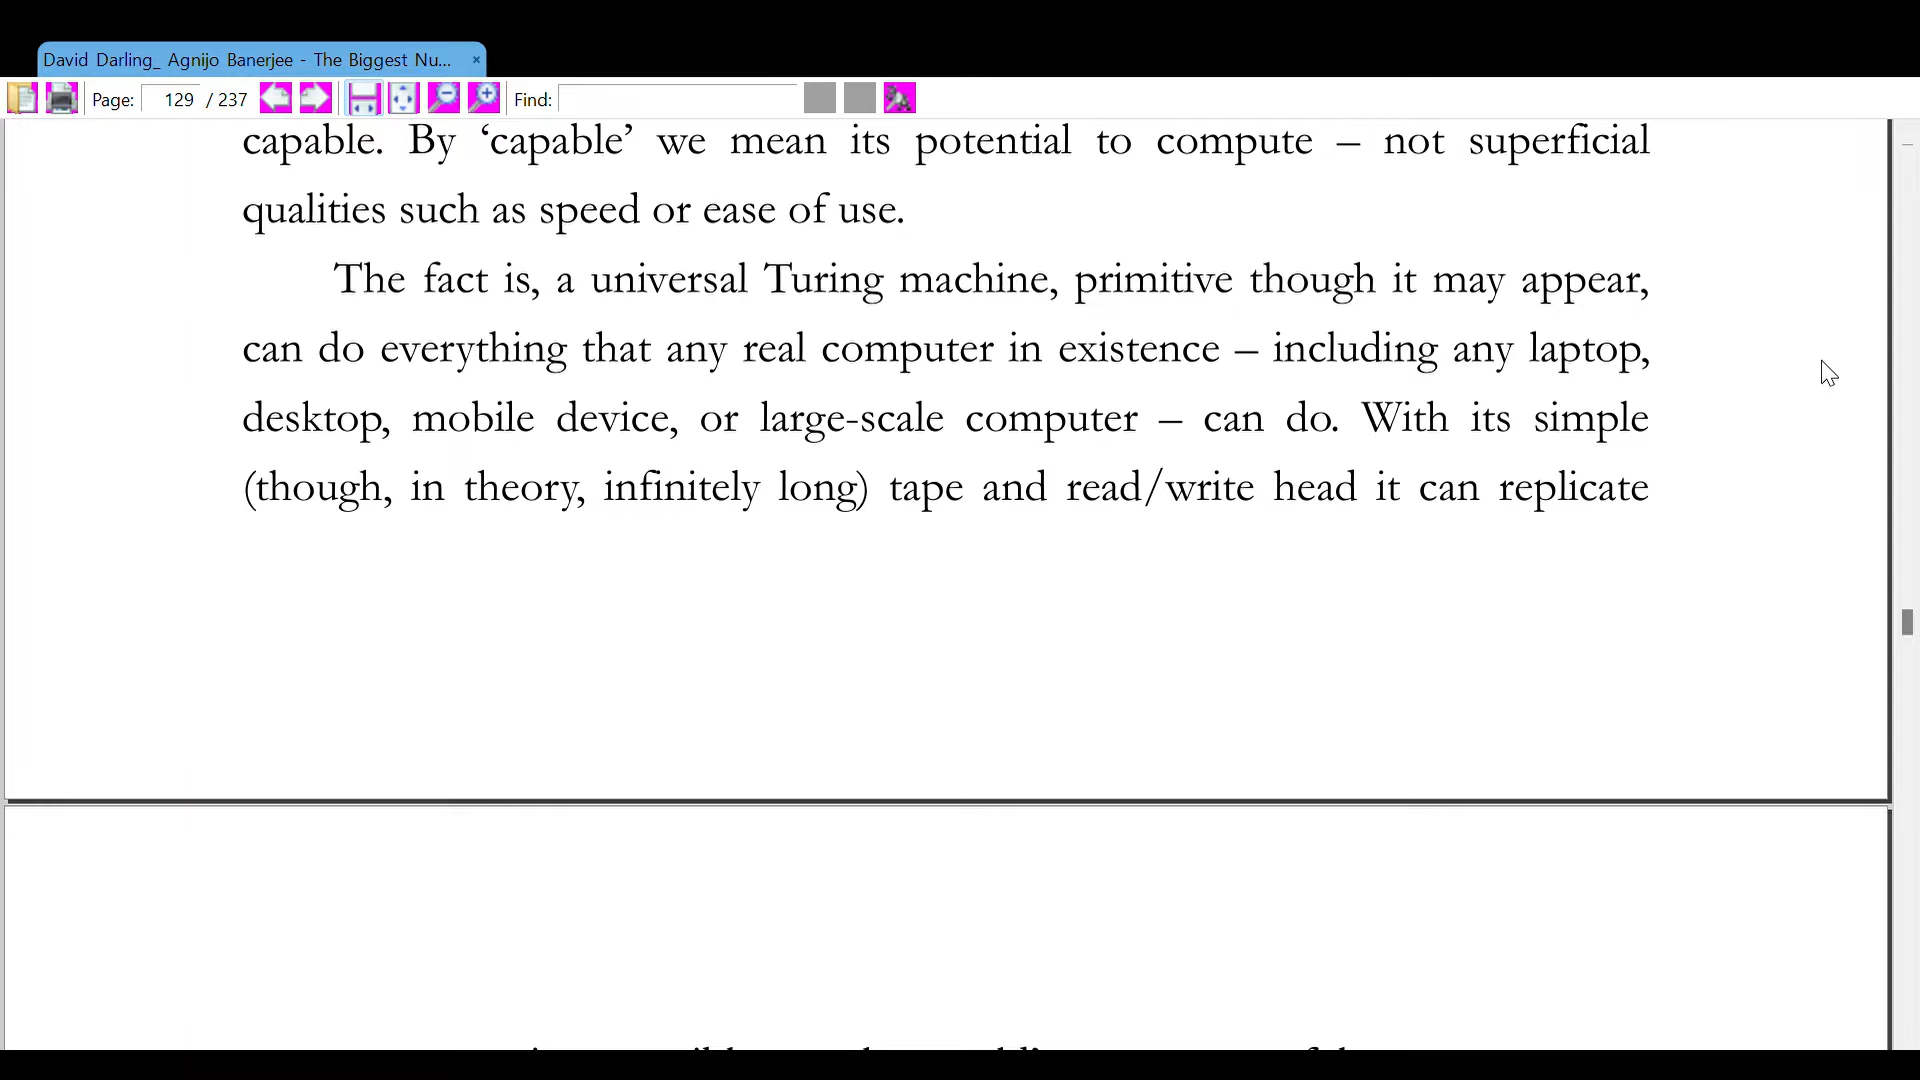 David Darling_ Agnijo Banerjee - The Biggest Nu... ×
Page: 129 / 237 Find:
capable. By ‘capable’ we mean its potential to compute – not superficial
qualities such as speed or ease of use.
The fact is, a universal Turing machine, primitive though it may appear,
can do everything that any real computer in existence – including any laptop,
desktop, mobile device, or large-scale computer – can do. With its simple
(though, in theory, infinitely long) tape and read/write head it can replicate